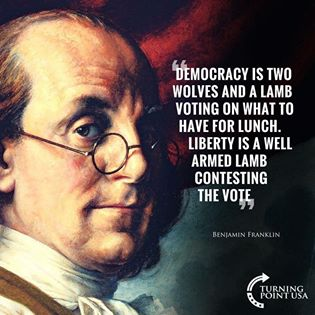 “DEMOCRACY IS TWO
WOLVES AND A LAMB
VOTING ON WHAT TO
HAVE FOR LUNCH.
LIBERTY IS A WELL
ARMED LAMB
CONTESTING
THE VOTE.”
BENJAMIN FRANKLIN
TURNING
POINT USA